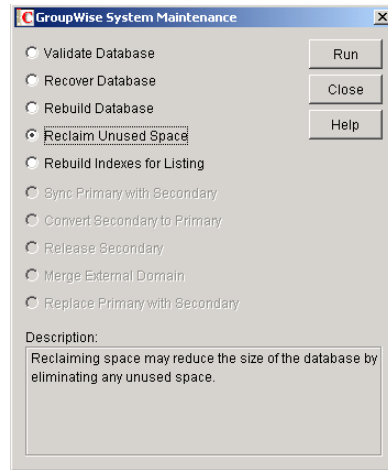 GroupWise System Maintenance
Validate Database
Run
Recover Database
Close
Rebuild Database
Help
Reclaim Unused Space
Rebuild Indexes for Listing
Sync Primary with Secondary
Convert Secondary to Primary
Release Secondary
Merge External Domain
Replace Primary with Secondary
Description:
Reclaiming space may reduce the size of the database by
eliminating any unused space.